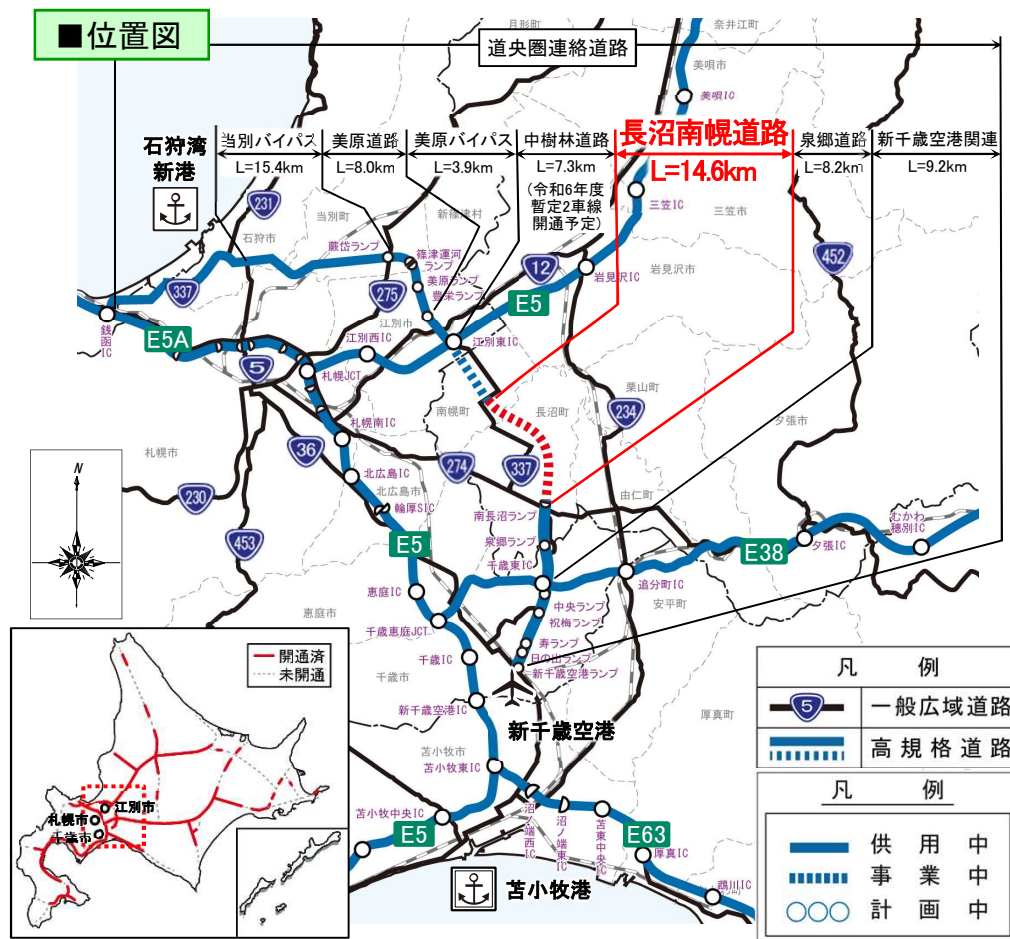 ■位置図
道央圏連絡道路
月形町
奈井江町
美唄市
美唄IC
石狩湾
新港
当別バイパス
L=15.4km
美原道路
L=8.0km
美原バイパス
L=3.9km
中樹林道路
L=7.3km
(令和6年度
暫定2車線
開通予定)
長沼南幌道路
L=14.6km
泉郷道路
L=8.2km
新千歳空港関連
L=9.2km
231
当別町
新篠津村
三笠IC
三笠市
石狩市
蕨岱ランプ
篠津運河
ランプ
美原ランプ
豊栄ランプ
12
岩見沢IC
岩見沢市
452
337
275
江別市
E5
銭函
IC
E5A
江別西IC
江別東IC
5
札幌JCT
栗山町
南幌町
長沼町
234
夕張市
札幌南IC
36
札幌市
北広島IC
274
337
北広島市
230
輪厚SIC
由仁町
南長沼ランプ
むかわ
穂別IC
453
E5
泉郷ランプ
夕張IC
E38
千歳東IC
N
追分町IC
恵庭IC
安平町
恵庭市
中央ランプ
祝梅ランプ
千歳恵庭JCT
寿ランプ
日の出ランプ
新千歳空港ランプ
千歳IC
千歳市
新千歳空港IC
新千歳空港
厚真町
苫小牧市
苫小牧東IC
苫小牧中央IC
E5
沼ノ端西IC
沼ノ端東IC
苫東中央IC
E63
厚真IC
鵡川IC
苫小牧港
開通済
未開通
江別市
札幌市
千歳市
凡例
5
一般広域道路
高規格道路
凡例
供用中
事業中
計画中